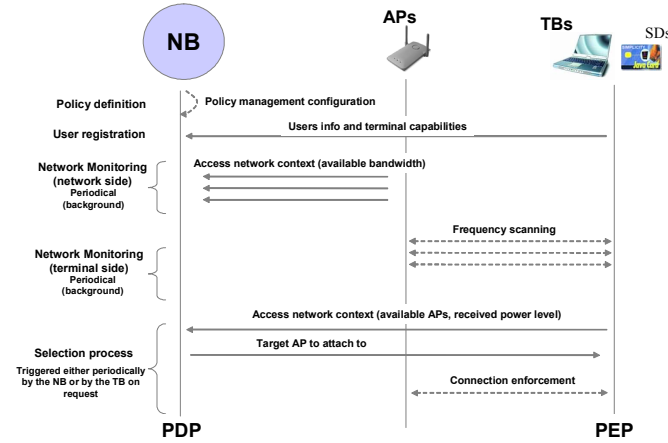 APs
TBs
SDs
NB
SIMPLICITY
Java Card
Policy definition
Policy management configuration
User registration
Users info and terminal capabilities
Network Monitoring
(network side)
Periodical
(background)
Access network context (available bandwidth)
Frequency scanning
Network Monitoring
(terminal side)
Periodical
(background)
Access network context (available APs, received power level)
Selection process
Target AP to attach to
Triggered either periodically
by the NB or by the TB on
request
Connection enforcement
PDP
PEP